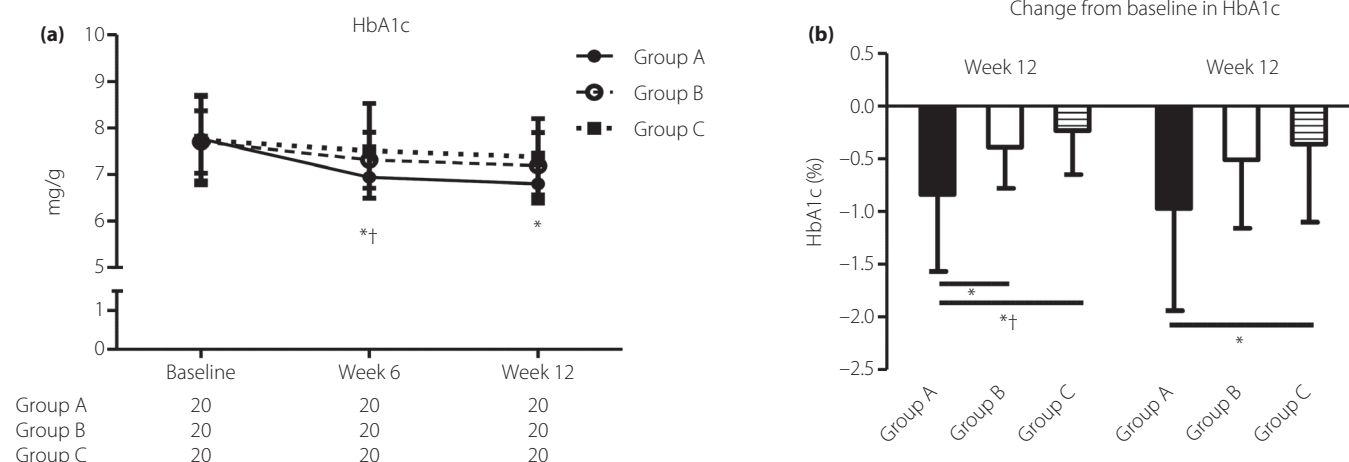 (a)
HbA1c
mg/g
10
9
8
7
6
5
1
0
*†
*
Group A
Group B
Group C
Baseline Week 6 Week 12
Group A 20 20 20
Group B 20 20 20
Group C 20 20 20
(b)
Change from baseline in HbA1c
Week 12 Week 12
HbA1c (%)
0.5
0.0
−0.5
−1.0
−1.5
−2.0
−2.5
*
*†
*
Group A Group B Group C Group A Group B Group C